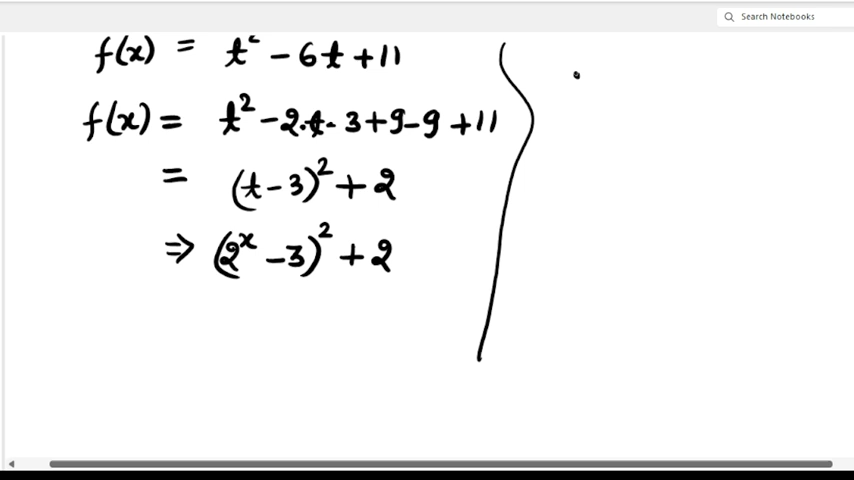 Search Notebooks
f(x) = t² - 6t + 11
f(x) = t² - 2·t· 3 + 9 - 9 + 11
= (t - 3)² + 2
⇒ (2ˣ - 3)² + 2